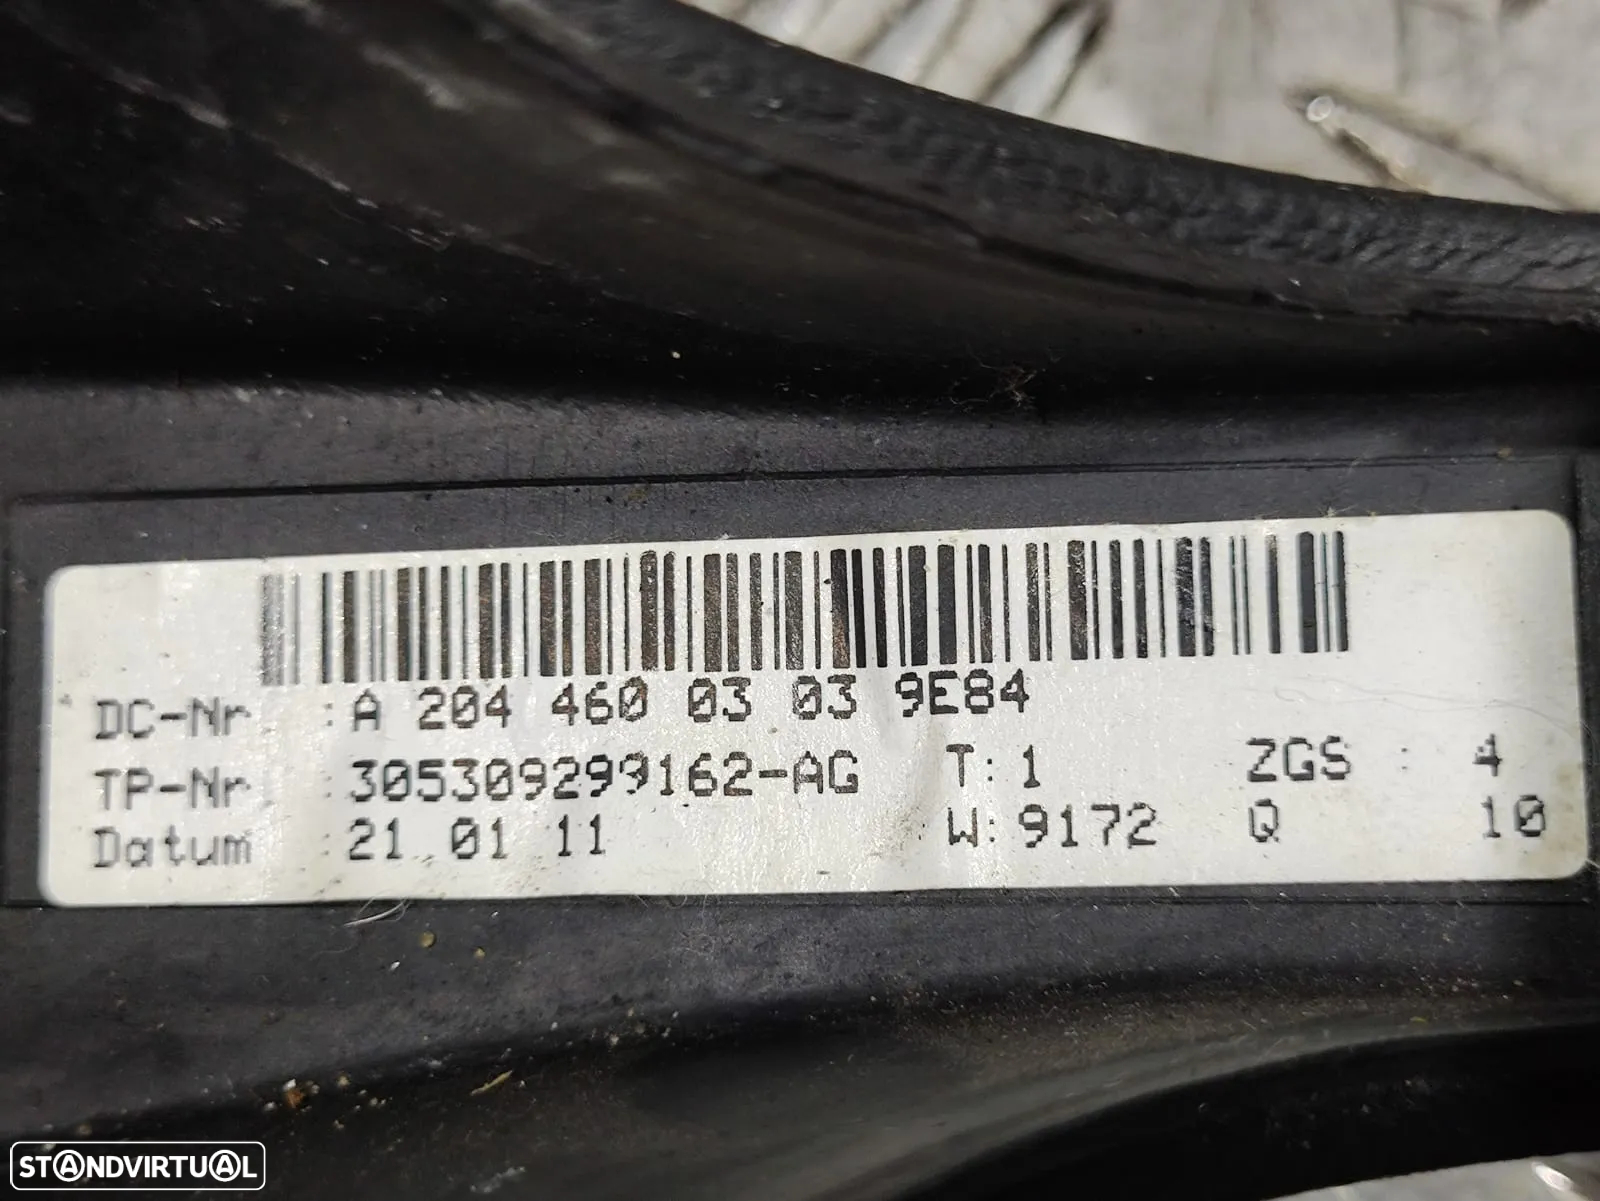 DC-Nr : A 204 460 03 03 9E84
TP-Nr : 305309299162-AG T: 1 ZGS : 4
Datum : 21 01 11 W: 9172 Q 10
STANDVIRTUAL